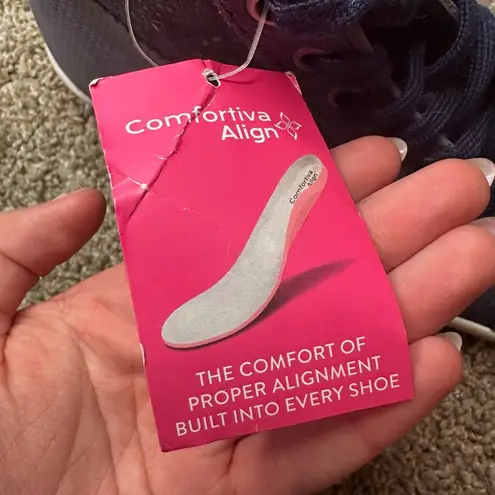 Comfortiva
Align
Comfortiva
Align
THE COMFORT OF
PROPER ALIGNMENT
BUILT INTO EVERY SHOE